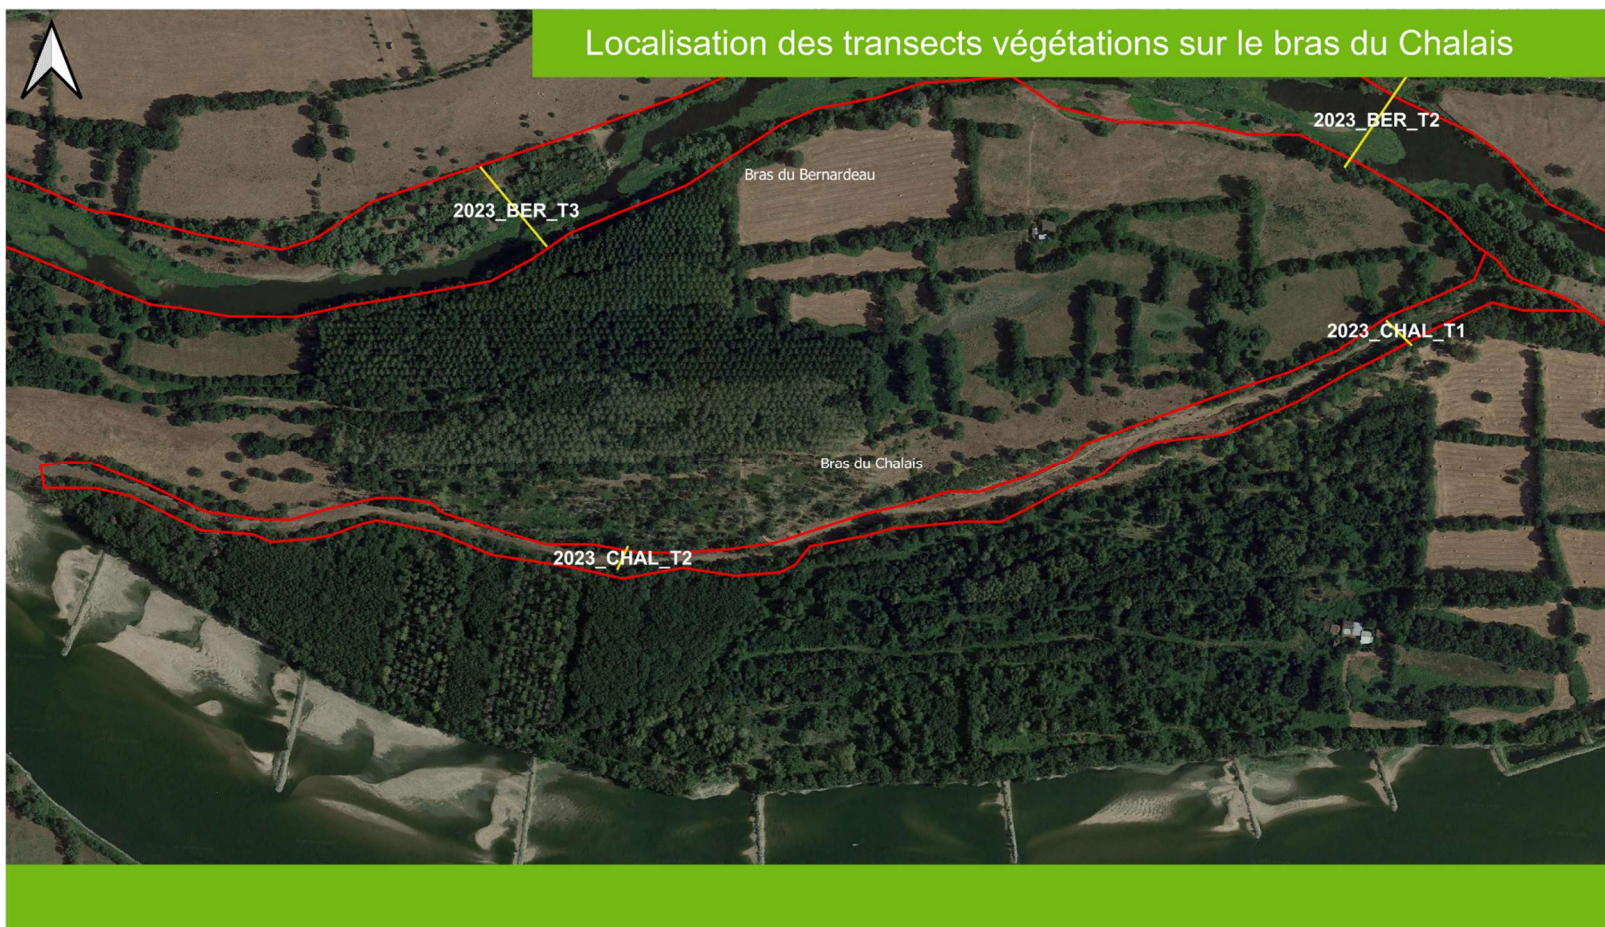 Localisation des transects végétations sur le bras du Chalais
2023_BER_T2
Bras du Bernardeau
2023_BER_T3
2023_CHAL_T1
Bras du Chalais
2023_CHAL_T2